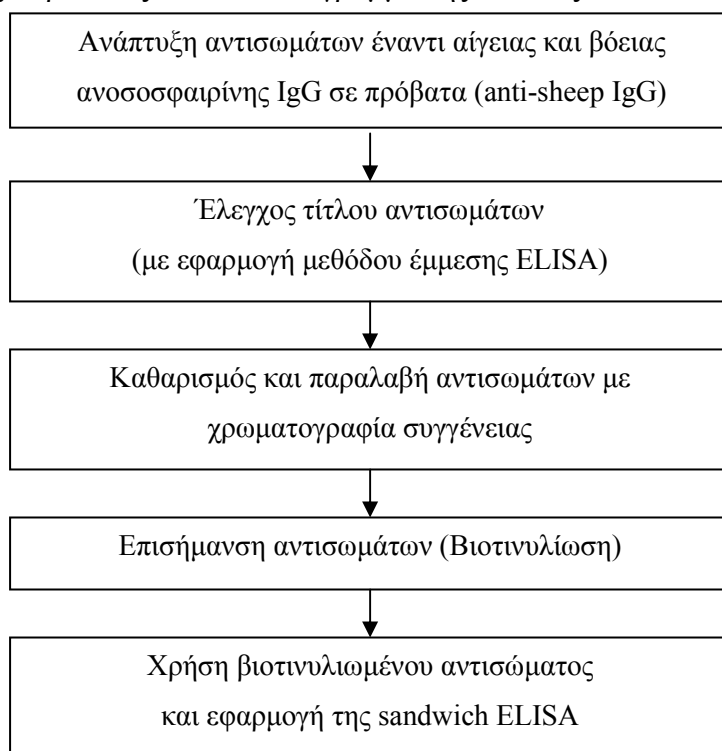 Ανάπτυξη αντισωμάτων έναντι αίγειας και βόειας
ανοσοσφαιρίνης IgG σε πρόβατα (anti-sheep IgG)
Έλεγχος τίτλου αντισωμάτων
(με εφαρμογή μεθόδου έμμεσης ELISA)
Καθαρισμός και παραλαβή αντισωμάτων με
χρωματογραφία συγγένειας
Επισήμανση αντισωμάτων (Βιοτινυλίωση)
Χρήση βιοτινυλιωμένου αντισώματος
και εφαρμογή της sandwich ELISA